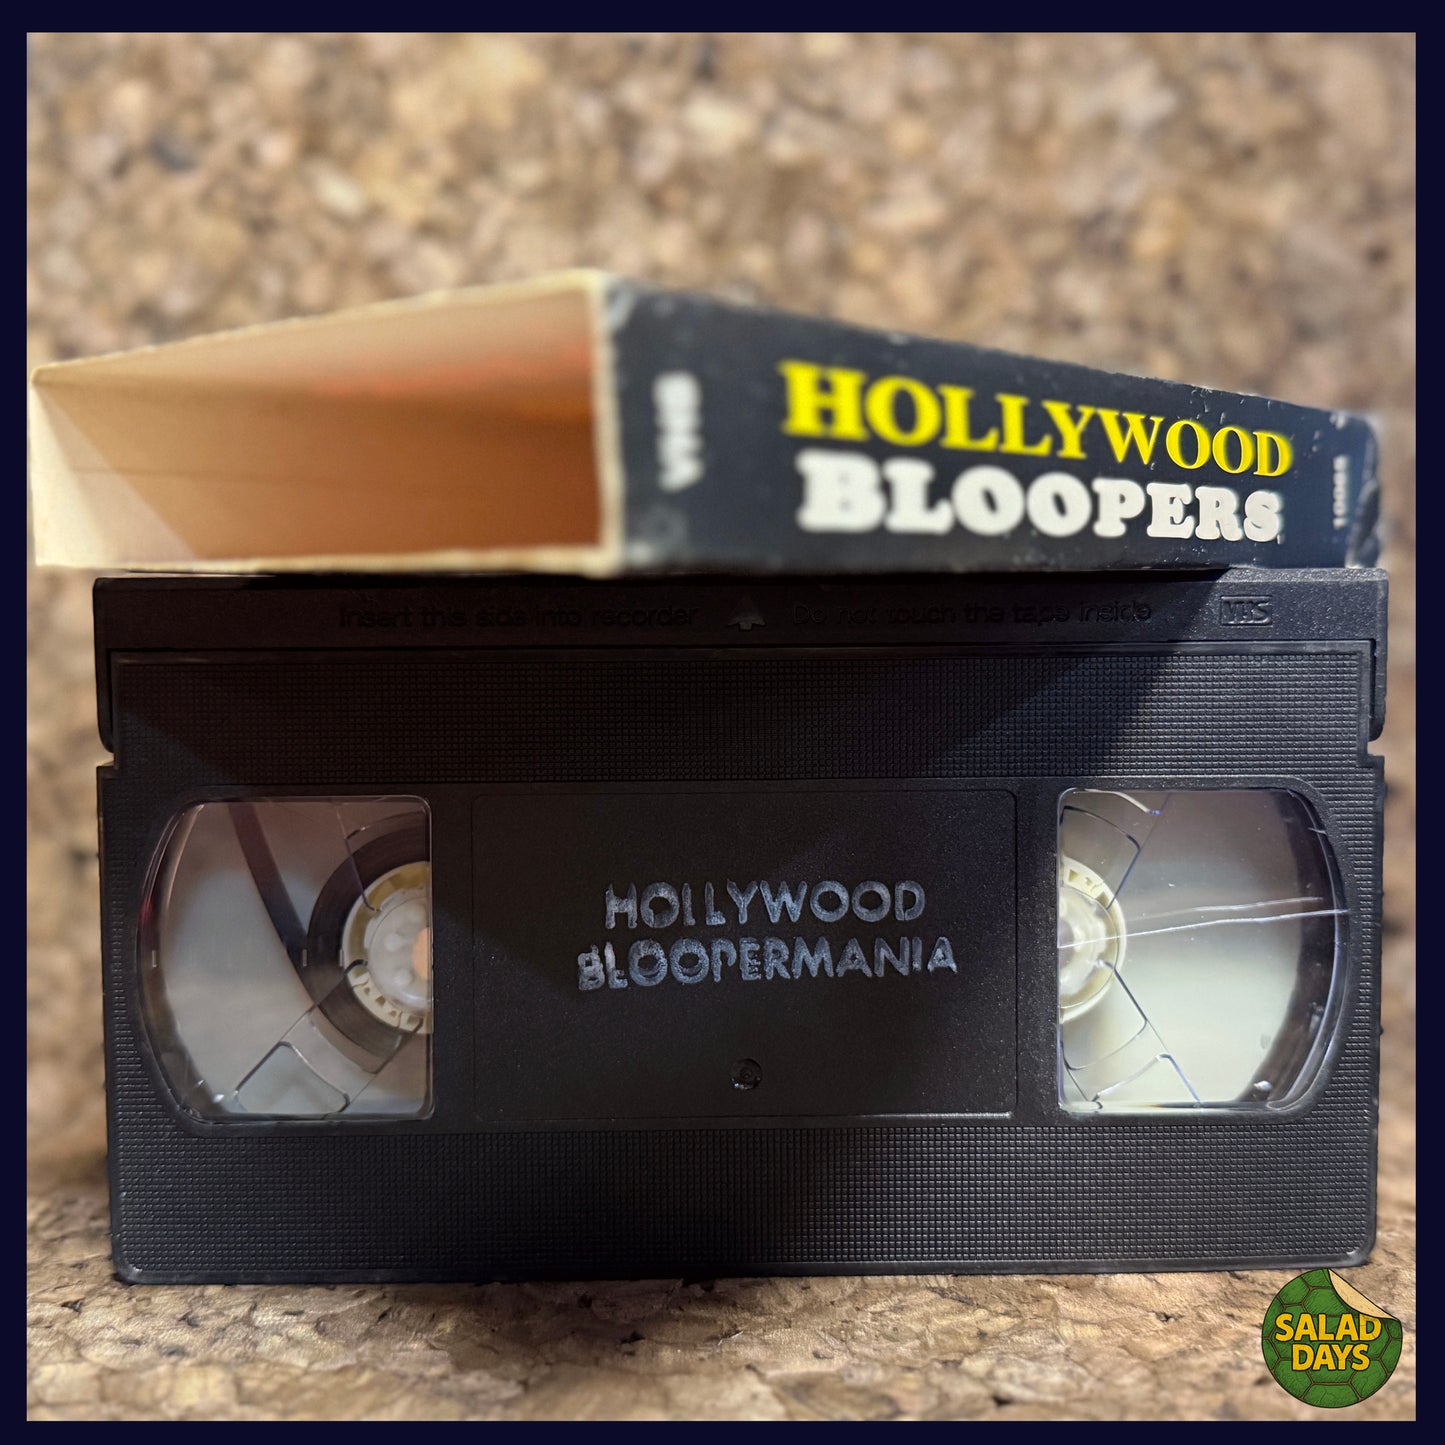 VHS
HOLLYWOOD
BLOOPERS
Insert this side into recorder Do not touch the tape inside VHS
HOLLYWOOD
BLOOPERMANIA
SALAD
DAYS